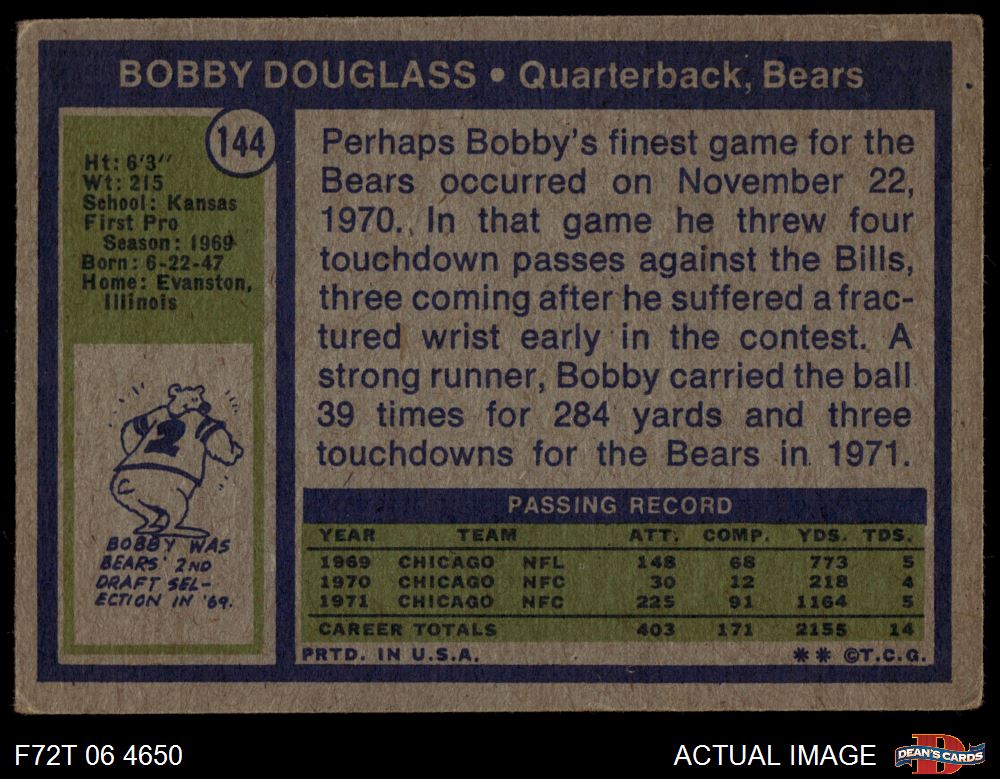 BOBBY DOUGLASS • Quarterback, Bears
144
Ht: 6'3"
Wt: 215
School: Kansas
First Pro
Season: 1969
Born: 6-22-47
Home: Evanston,
Illinois
2
BOBBY WAS
BEARS' 2ND
DRAFT SEL-
ECTION IN '69.
Perhaps Bobby's finest game for the
Bears occurred on November 22,
1970. In that game he threw four
touchdown passes against the Bills,
three coming after he suffered a frac-
tured wrist early in the contest. A
strong runner, Bobby carried the ball
39 times for 284 yards and three
touchdowns for the Bears in 1971.
PASSING RECORD
YEAR TEAM ATT. COMP. YDS. TDS.
1969 CHICAGO NFL 148 68 773 5
1970 CHICAGO NFC 30 12 218 4
1971 CHICAGO NFC 225 91 1164 5
CAREER TOTALS 403 171 2155 14
PRTD. IN U.S.A. ** ©T.C.G.
F72T 06 4650 ACTUAL IMAGE DEAN'S CARDS